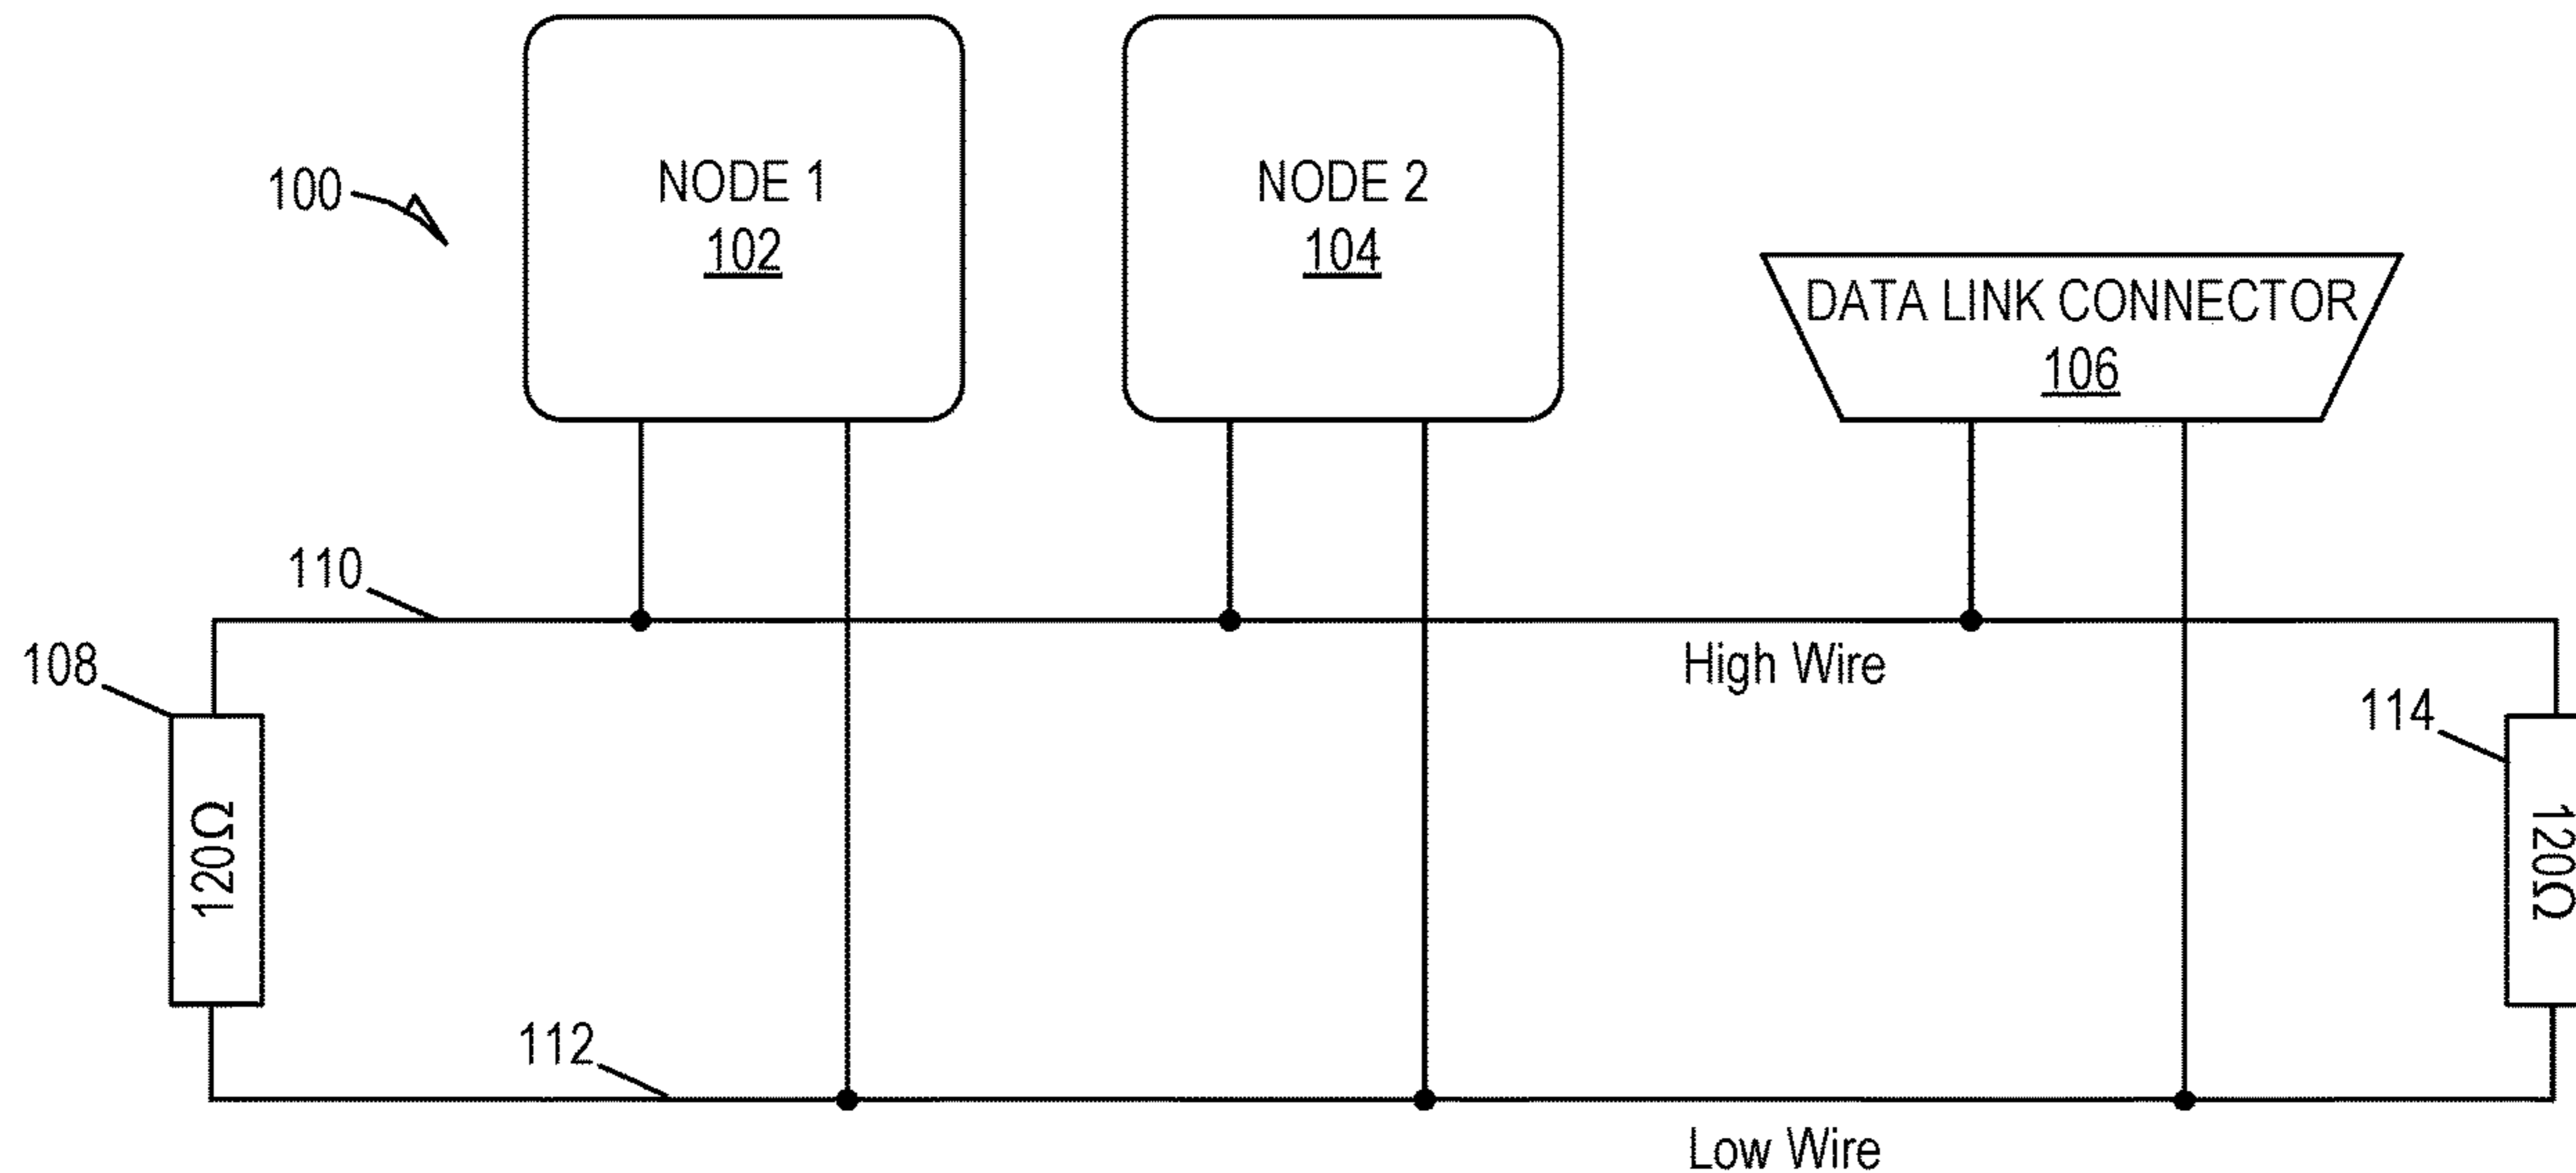 NODE 1
102
NODE 2
104
100
DATA LINK CONNECTOR
106
110
High Wire
108
114
120Ω
120Ω
112
Low Wire